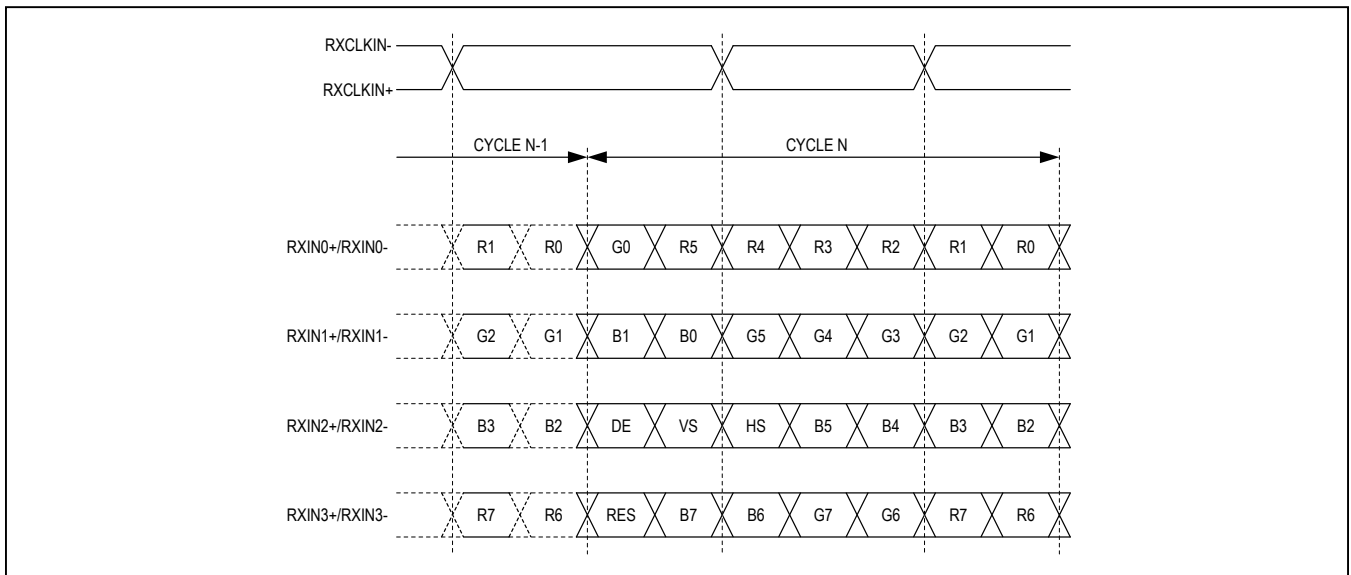 RXCLKIN-
RXCLKIN+
CYCLE N-1 CYCLE N
RXIN0+/RXIN0- R1 R0 G0 R5 R4 R3 R2 R1 R0
RXIN1+/RXIN1- G2 G1 B1 B0 G5 G4 G3 G2 G1
RXIN2+/RXIN2- B3 B2 DE VS HS B5 B4 B3 B2
RXIN3+/RXIN3- R7 R6 RES B7 B6 G7 G6 R7 R6